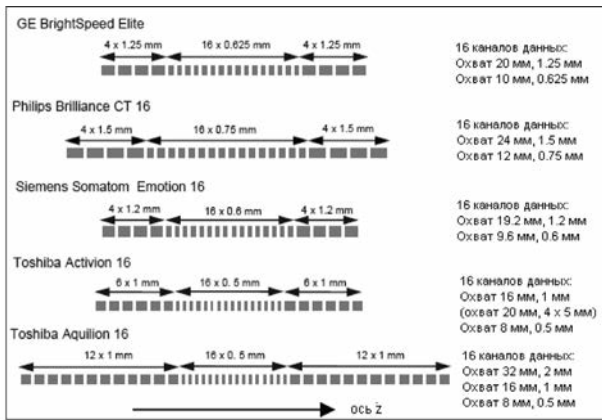 GE BrightSpeed Elite
4 x 1.25 mm 16 x 0.625 mm 4 x 1.25 mm
16 каналов данных:
Охват 20 мм, 1.25 мм
Охват 10 мм, 0.625 мм
Philips Brilliance CT 16
4 x 1.5 mm 16 x 0.75 mm 4 x 1.5 mm
16 каналов данных:
Охват 24 мм, 1.5 мм
Охват 12 мм, 0.75 мм
Siemens Somatom Emotion 16
4 x 1.2 mm 16 x 0.6 mm 4 x 1.2 mm
16 каналов данных:
Охват 19.2 мм, 1.2 мм
Охват 9.6 мм, 0.6 мм
Toshiba Activion 16
6 x 1 mm 16 x 0. 5 mm 6 x 1 mm
16 каналов данных:
Охват 16 мм, 1 мм
(охват 20 мм, 4 x 5 мм)
Охват 8 мм, 0.5 мм
Toshiba Aquilion 16
12 x 1 mm 16 x 0. 5 mm 12 x 1 mm
16 каналов данных:
Охват 32 мм, 2 мм
Охват 16 мм, 1 мм
Охват 8 мм, 0.5 мм
ось z